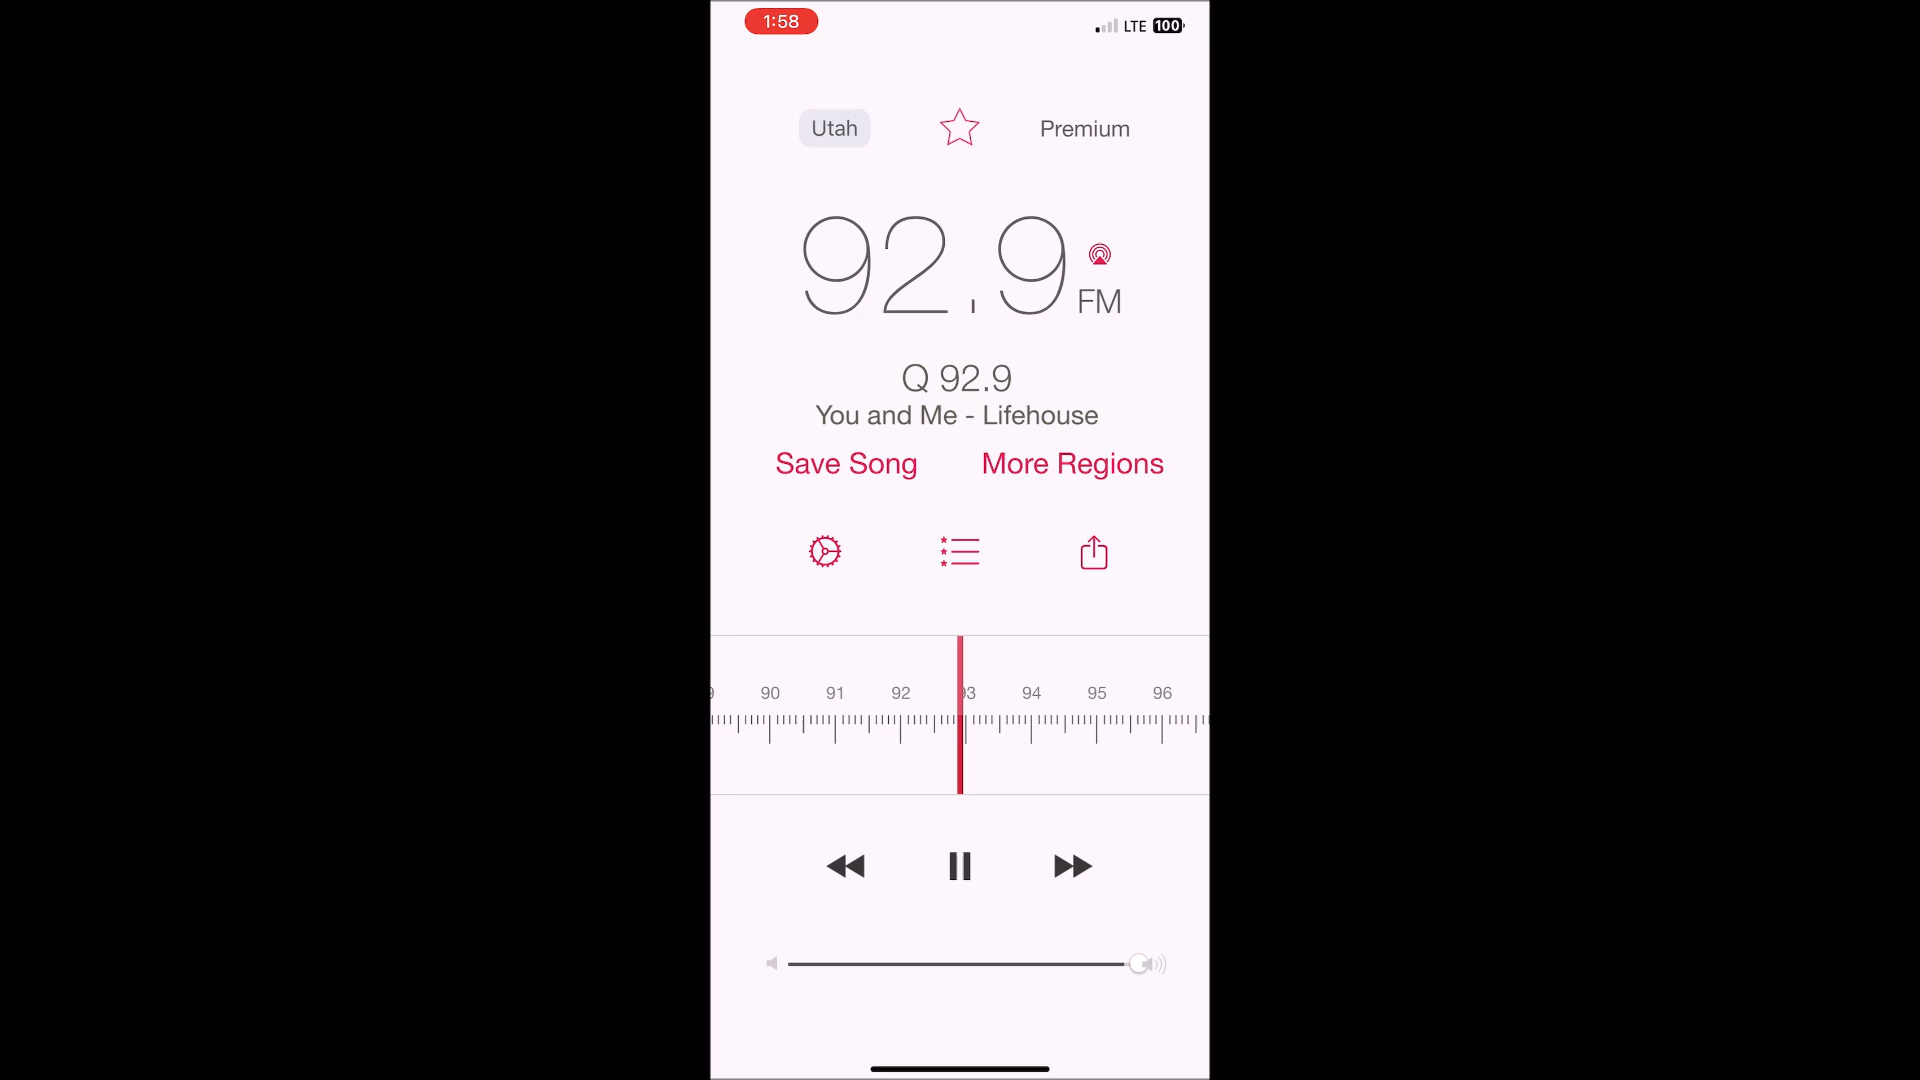 1:58 LTE 100
Utah Premium
92.9 FM
Q 92.9
You and Me - Lifehouse
Save Song More Regions
90 91 92 93 94 95 96